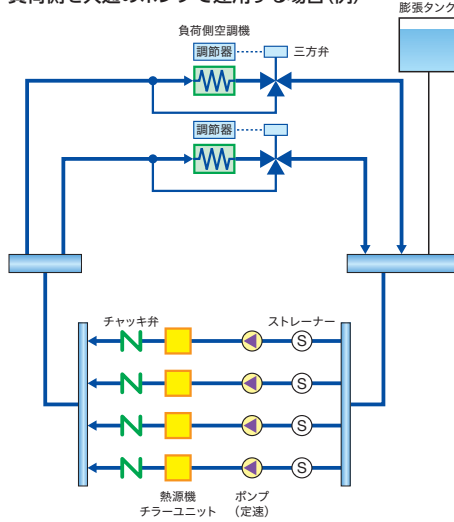 負荷側を共通のポンプで運用する場合(例)
膨張タンク
負荷側空調機
調節器
三方弁
調節器
チャッキ弁
ストレーナー
S
S
S
S
熱源機
チラーユニット
ポンプ
(定速)